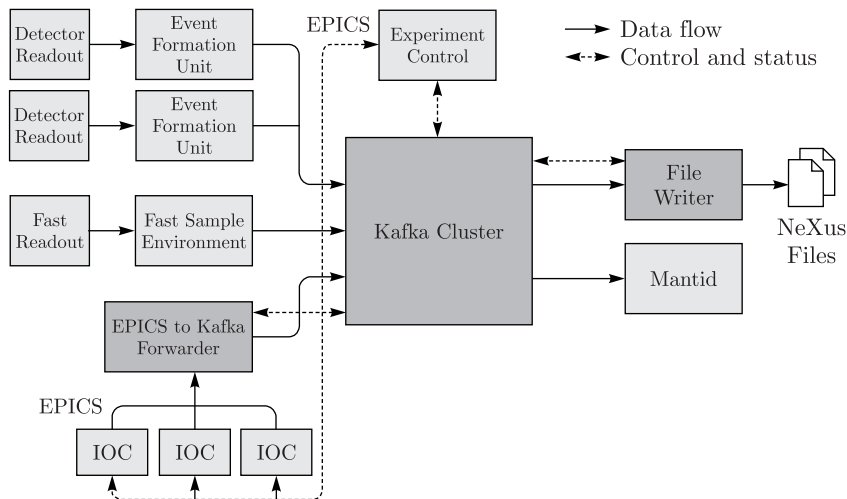 Detector
Readout
Event
Formation
Unit
EPICS
Experiment
Control
Data flow
Control and status
Detector
Readout
Event
Formation
Unit
Fast
Readout
Fast Sample
Environment
Kafka Cluster
File
Writer
NeXus
Files
Mantid
EPICS to Kafka
Forwarder
EPICS
IOC
IOC
IOC